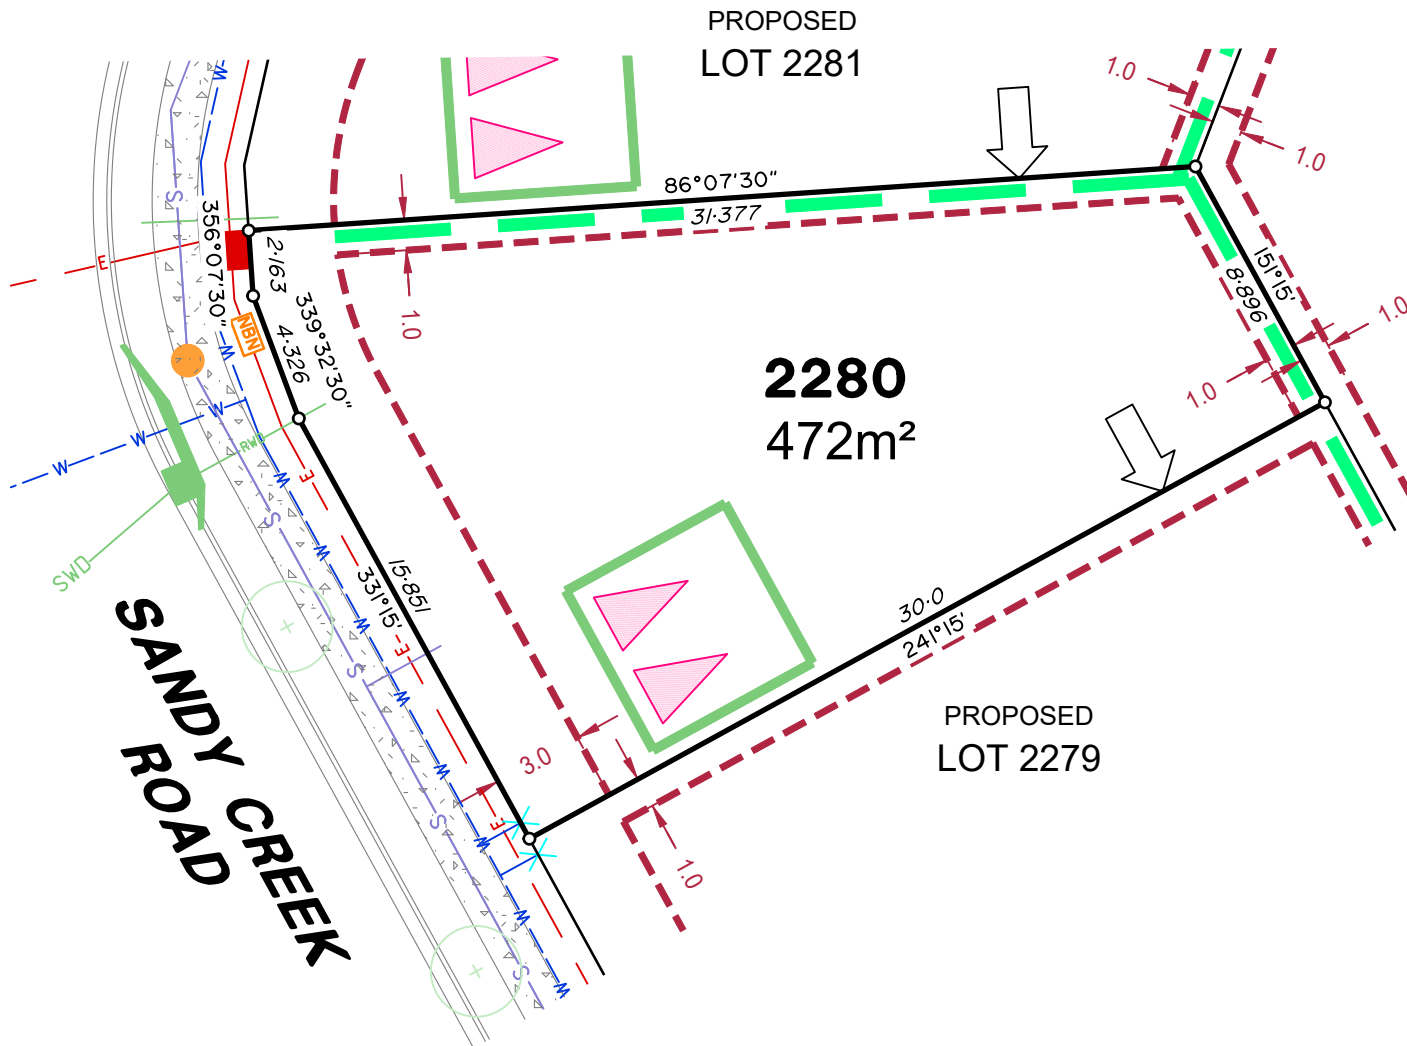 PROPOSED
LOT 2281
1.0
1.0
W
86°07'30"
31·377
S
356°07'30"
2·163
E
151°15'
8·896
1.0
1.0
NBN
339°32'30"
4·326
W
2280
472m²
1.0
W
W
W
RWD
E
W
S
SWD
W
15·851
331°15'
30·0
241°15'
W
E
S
W
SANDY CREEK
ROAD
PROPOSED
LOT 2279
3.0
W
E
S
W
1.0
W
S
W